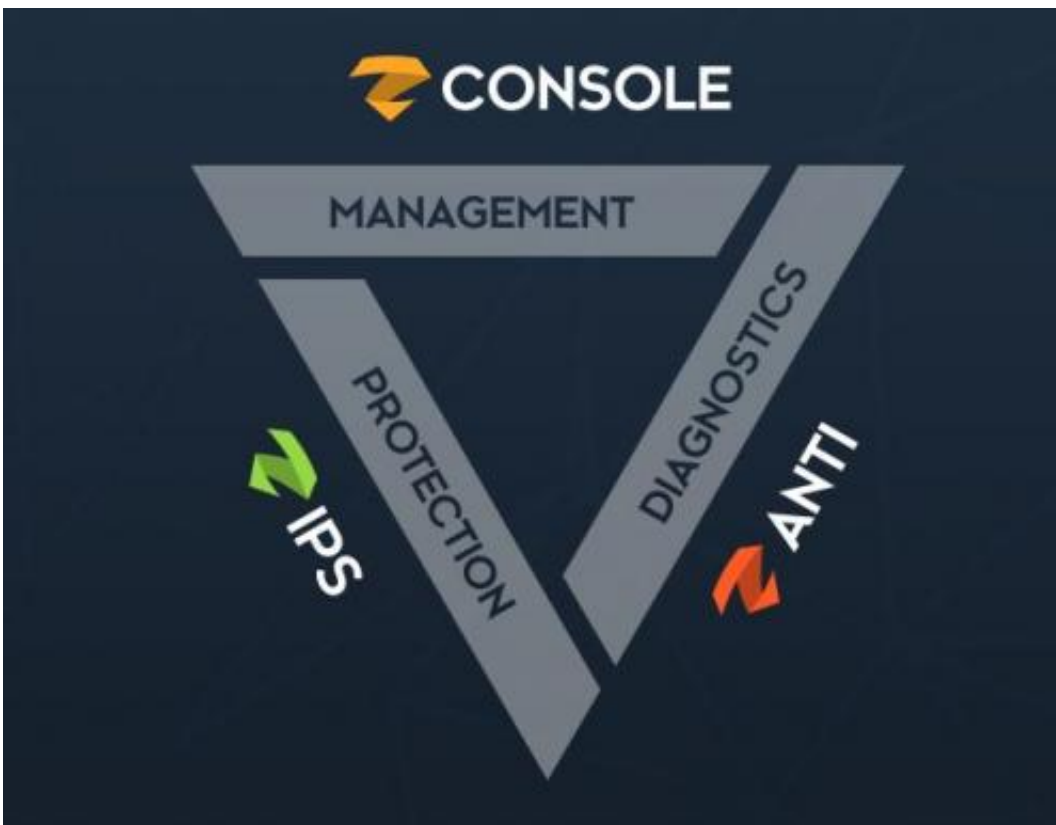 CONSOLE
MANAGEMENT
PROTECTION
DIAGNOSTICS
IPS
ANTI